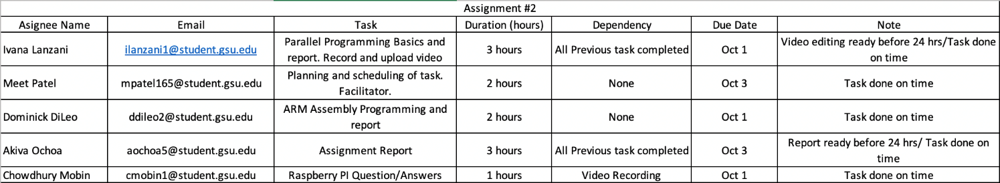 Assignment #2
Asignee Name Email Task Duration (hours) Dependency Due Date Note
Ivana Lanzani ilanzani1@student.gsu.edu Parallel Programming Basics and report. Record and upload video 3 hours All Previous task completed Oct 1 Video editing ready before 24 hrs/Task done on time
Meet Patel mpatel165@student.gsu.edu Planning and scheduling of task. Facilitator. 2 hours None Oct 3 Task done on time
Dominick DiLeo ddileo2@student.gsu.edu ARM Assembly Programming and report 2 hours None Oct 1 Task done on time
Akiva Ochoa aochoa5@student.gsu.edu Assignment Report 3 hours All Previous task completed Oct 3 Report ready before 24 hrs/ Task done on time
Chowdhury Mobin cmobin1@student.gsu.edu Raspberry PI Question/Answers 1 hours Video Recording Oct 1 Task done on time